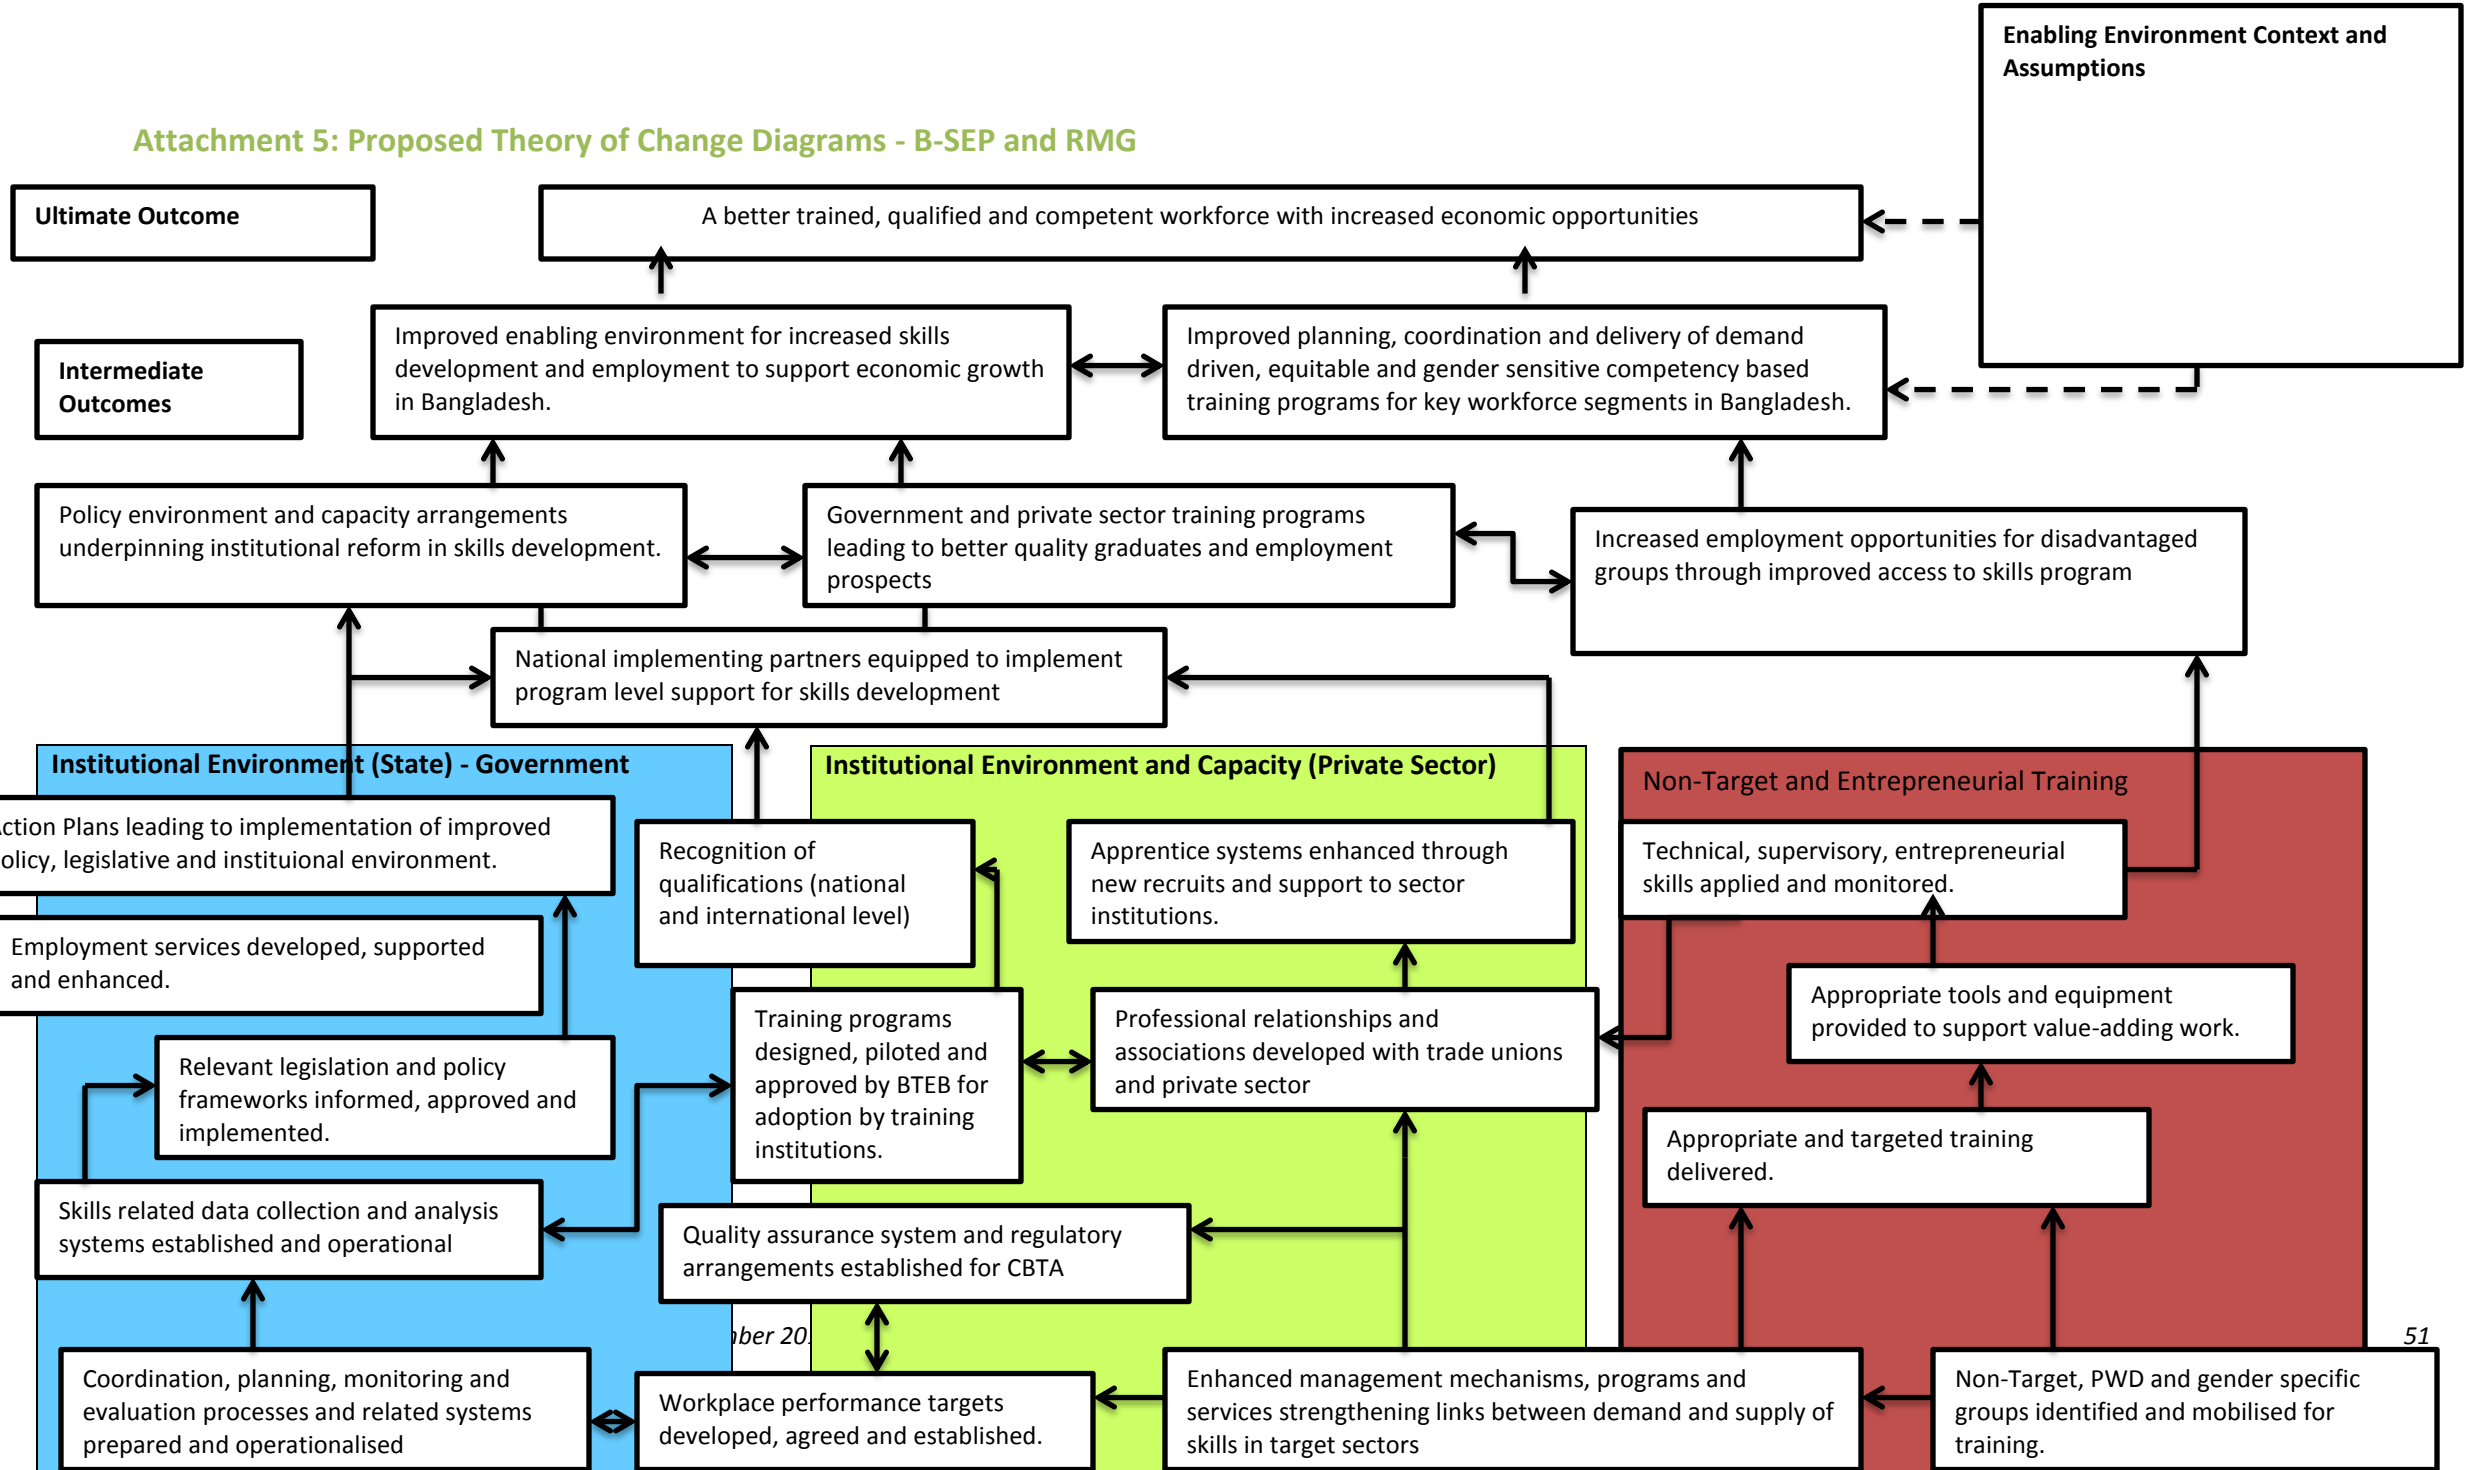 Enabling Environment Context and
Assumptions
Attachment 5: Proposed Theory of Change Diagrams - B-SEP and RMG
Ultimate Outcome
A better trained, qualified and competent workforce with increased economic opportunities
Intermediate
Outcomes
Improved enabling environment for increased skills
development and employment to support economic growth
in Bangladesh.
Improved planning, coordination and delivery of demand
driven, equitable and gender sensitive competency based
training programs for key workforce segments in Bangladesh.
Policy environment and capacity arrangements
underpinning institutional reform in skills development.
Government and private sector training programs
leading to better quality graduates and employment
prospects
Increased employment opportunities for disadvantaged
groups through improved access to skills program
National implementing partners equipped to implement
program level support for skills development
Institutional Environment (State) - Government
Institutional Environment and Capacity (Private Sector)
Non-Target and Entrepreneurial Training
Plans leading to implementation of improved
legislative and instituional environment.
Recognition of
qualifications (national
and international level)
Apprentice systems enhanced through
new recruits and support to sector
institutions.
Technical, supervisory, entrepreneurial
skills applied and monitored.
Employment services developed, supported
and enhanced.
Appropriate tools and equipment
provided to support value-adding work.
Training programs
designed, piloted and
approved by BTEB for
adoption by training
institutions.
Professional relationships and
associations developed with trade unions
and private sector
Relevant legislation and policy
frameworks informed, approved and
implemented.
Appropriate and targeted training
delivered.
Skills related data collection and analysis
systems established and operational
Quality assurance system and regulatory
arrangements established for CBTA
51
Coordination, planning, monitoring and
evaluation processes and related systems
prepared and operationalised
Workplace performance targets
developed, agreed and established.
Enhanced management mechanisms, programs and
services strengthening links between demand and supply of
skills in target sectors
Non-Target, PWD and gender specific
groups identified and mobilised for
training.